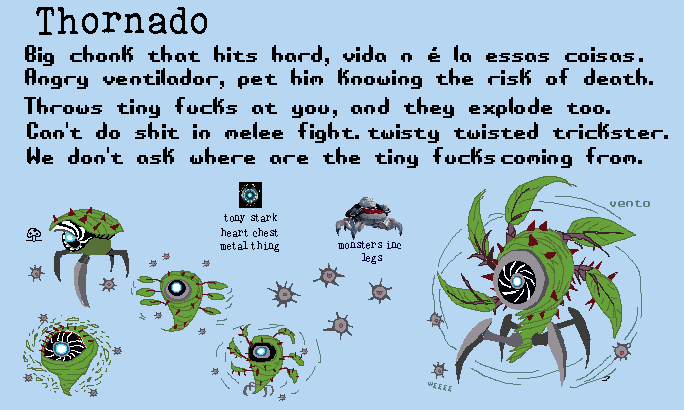 Thornado
Big chonk that hits hard, vida n é la essas coisas.
Angry ventilador, pet him knowing the risk of death.
Throws tiny fucks at you, and they explode too.
Can't do shit in melee fight. twisty twisted trickster.
We don't ask where are the tiny fucks coming from.
vento
tony stark
heart chest
metal thing
monsters inc
legs
WEEEE